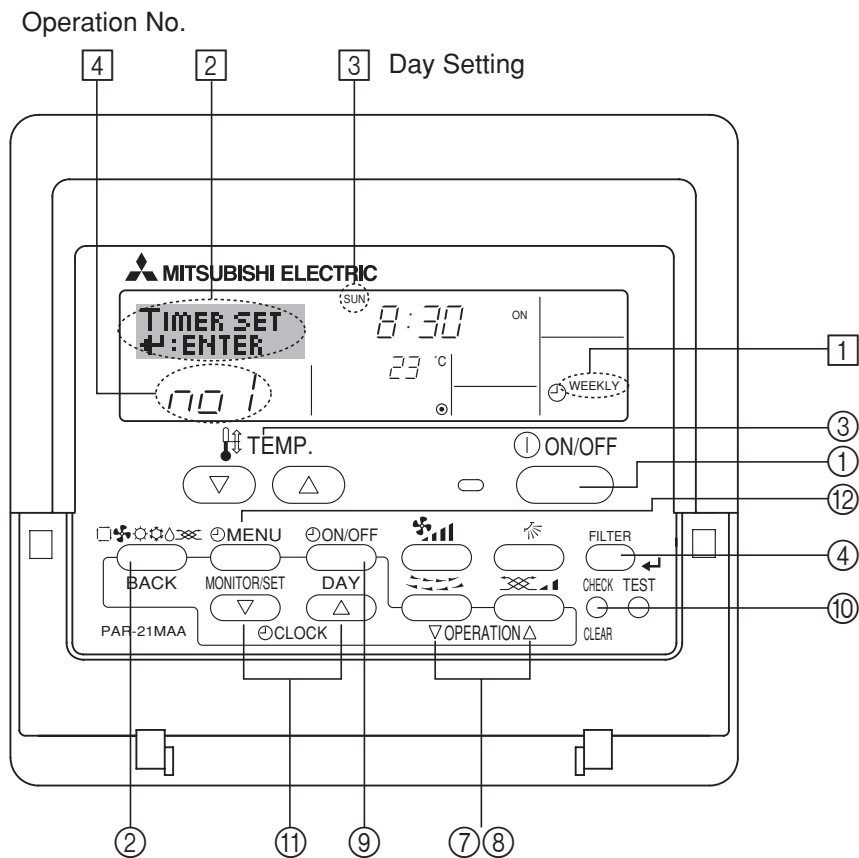 Operation No.
4 2 3 Day Setting
MITSUBISHI ELECTRIC
SUN
TIMER SET
↵:ENTER
8:30
ON
23 °C
1
WEEKLY
no 1
TEMP.
ON/OFF
③
①
⑫
MENU
ON/OFF
FILTER
④
BACK
MONITOR/SET
DAY
CHECK TEST
⑩
PAR-21MAA
CLOCK
▽OPERATION△
CLEAR
② ⑪ ⑨ ⑦⑧